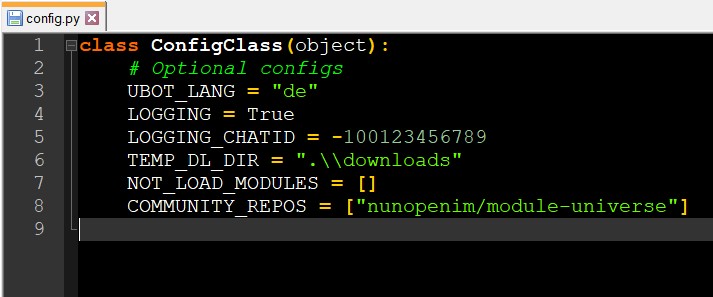 config.py
1 class ConfigClass(object):
2 # Optional configs
3 UBOT_LANG = "de"
4 LOGGING = True
5 LOGGING_CHATID = -100123456789
6 TEMP_DL_DIR = ".\\downloads"
7 NOT_LOAD_MODULES = []
8 COMMUNITY_REPOS = ["nunopenim/module-universe"]
9